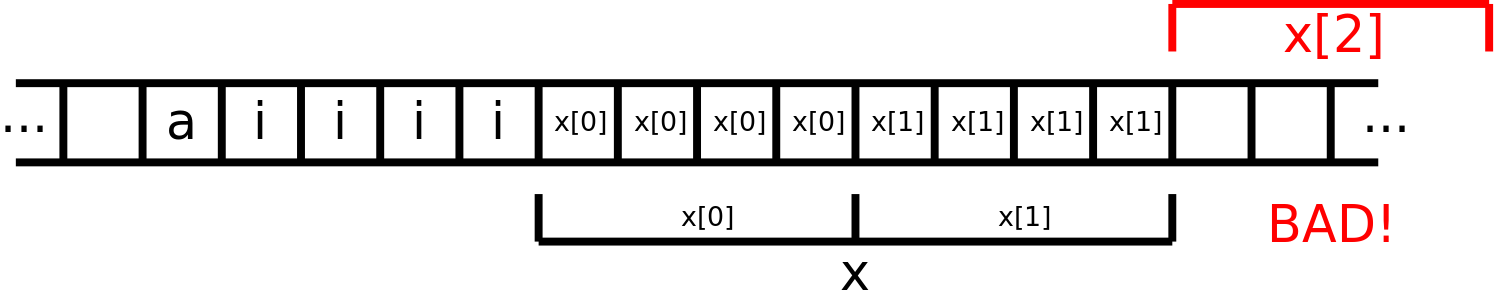 x[2]
... a i i i i x[0] x[0] x[0] x[0] x[1] x[1] x[1] x[1] ...
x[0] x[1] BAD!
x